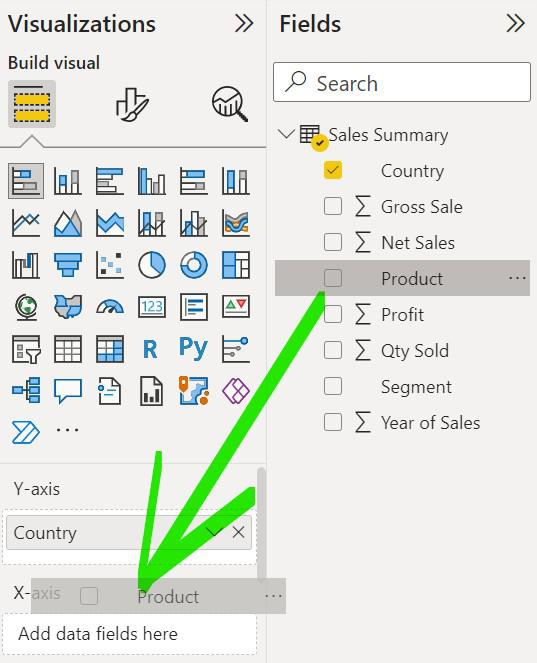 Visualizations
Build visual
123
R
Py
Y-axis
Country
X-axis
Product
Add data fields here
Fields
Search
Sales Summary
Country
Gross Sale
Net Sales
Product
Profit
Qty Sold
Segment
Year of Sales